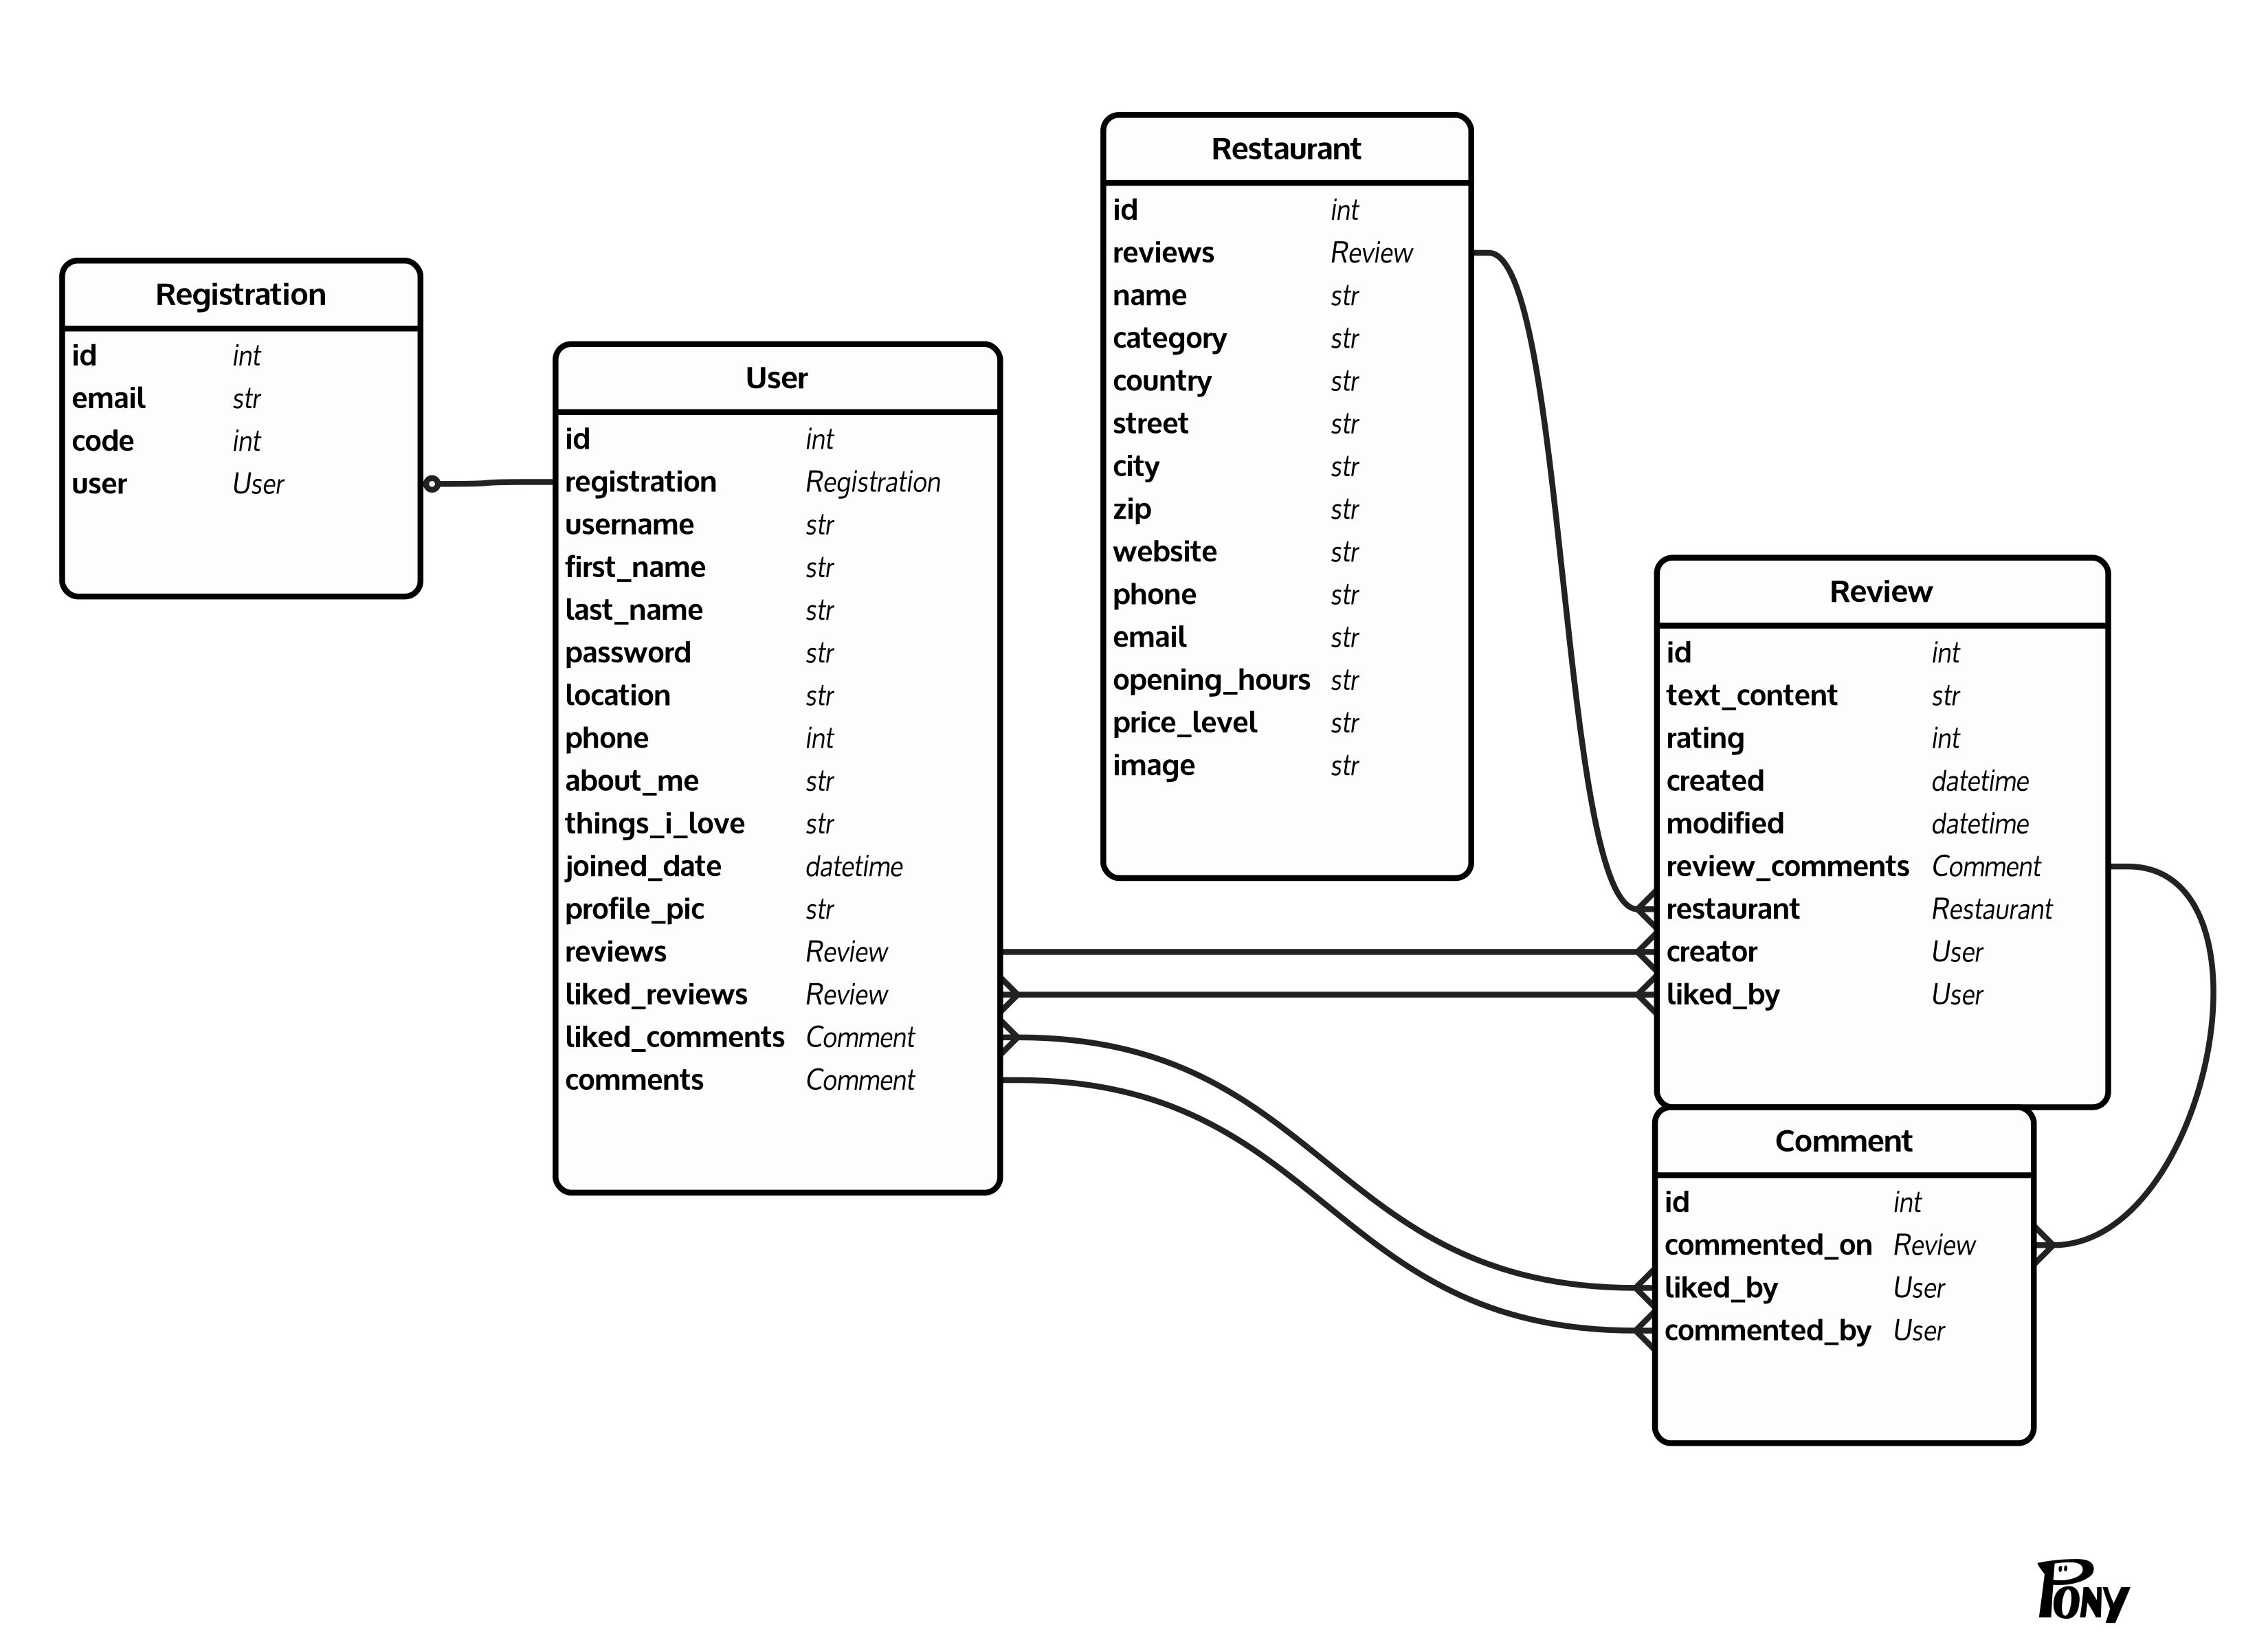 Registration
id int
email str
code int
user User
User
id int
registration Registration
username str
first_name str
last_name str
password str
location str
phone int
about_me str
things_i_love str
joined_date datetime
profile_pic str
reviews Review
liked_reviews Review
liked_comments Comment
comments Comment
Restaurant
id int
reviews Review
name str
category str
country str
street str
city str
zip str
website str
phone str
email str
opening_hours str
price_level str
image str
Review
id int
text_content str
rating int
created datetime
modified datetime
review_comments Comment
restaurant Restaurant
creator User
liked_by User
Comment
id int
commented_on Review
liked_by User
commented_by User
PONY